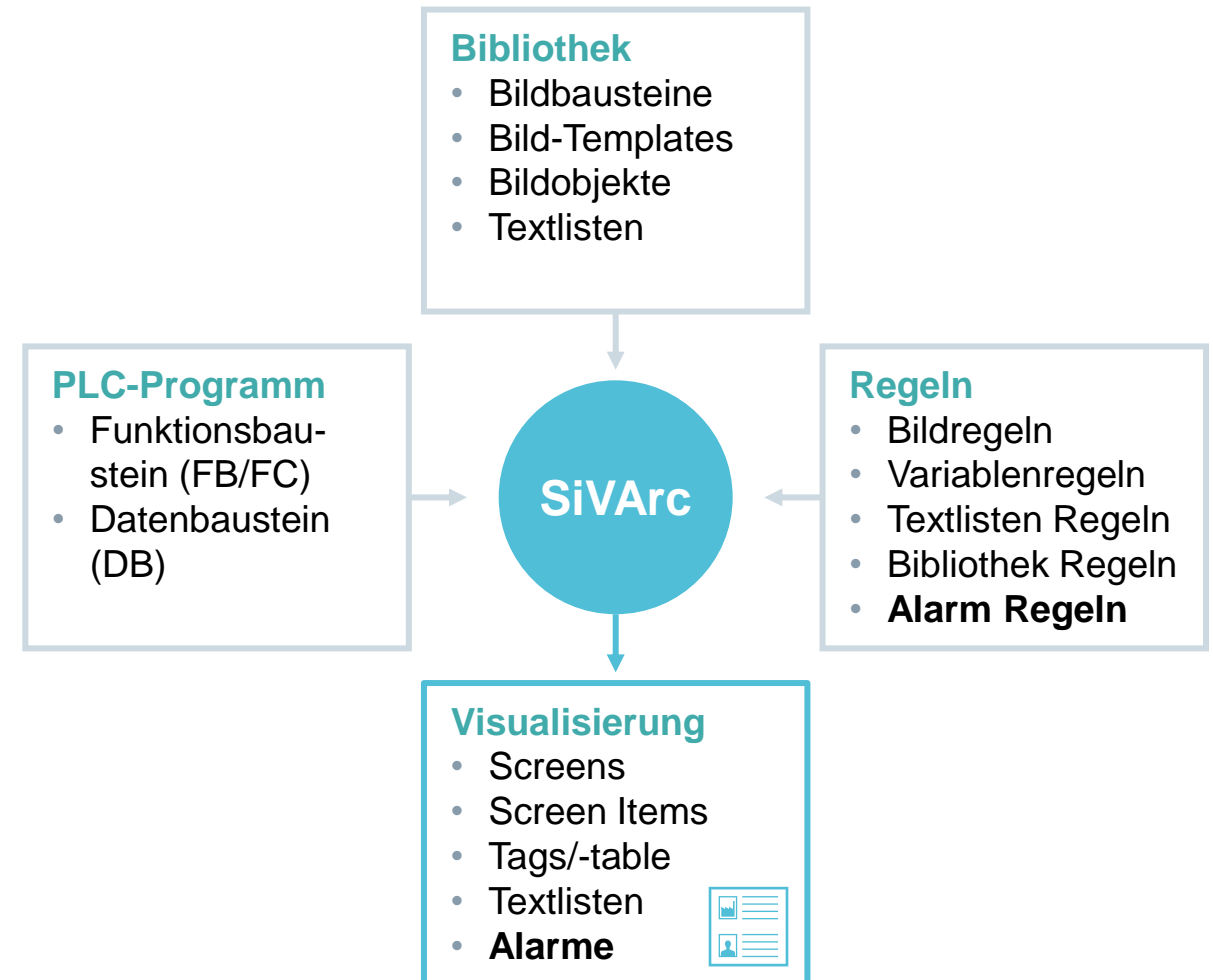 Bibliothek
• Bildbausteine
• Bild-Templates
• Bildobjekte
• Textlisten
PLC-Programm
• Funktionsbau-
stein (FB/FC)
• Datenbaustein
(DB)
SiVArc
Regeln
• Bildregeln
• Variablenregeln
• Textlisten Regeln
• Bibliothek Regeln
• Alarm Regeln
Visualisierung
• Screens
• Screen Items
• Tags/-table
• Textlisten
• Alarme